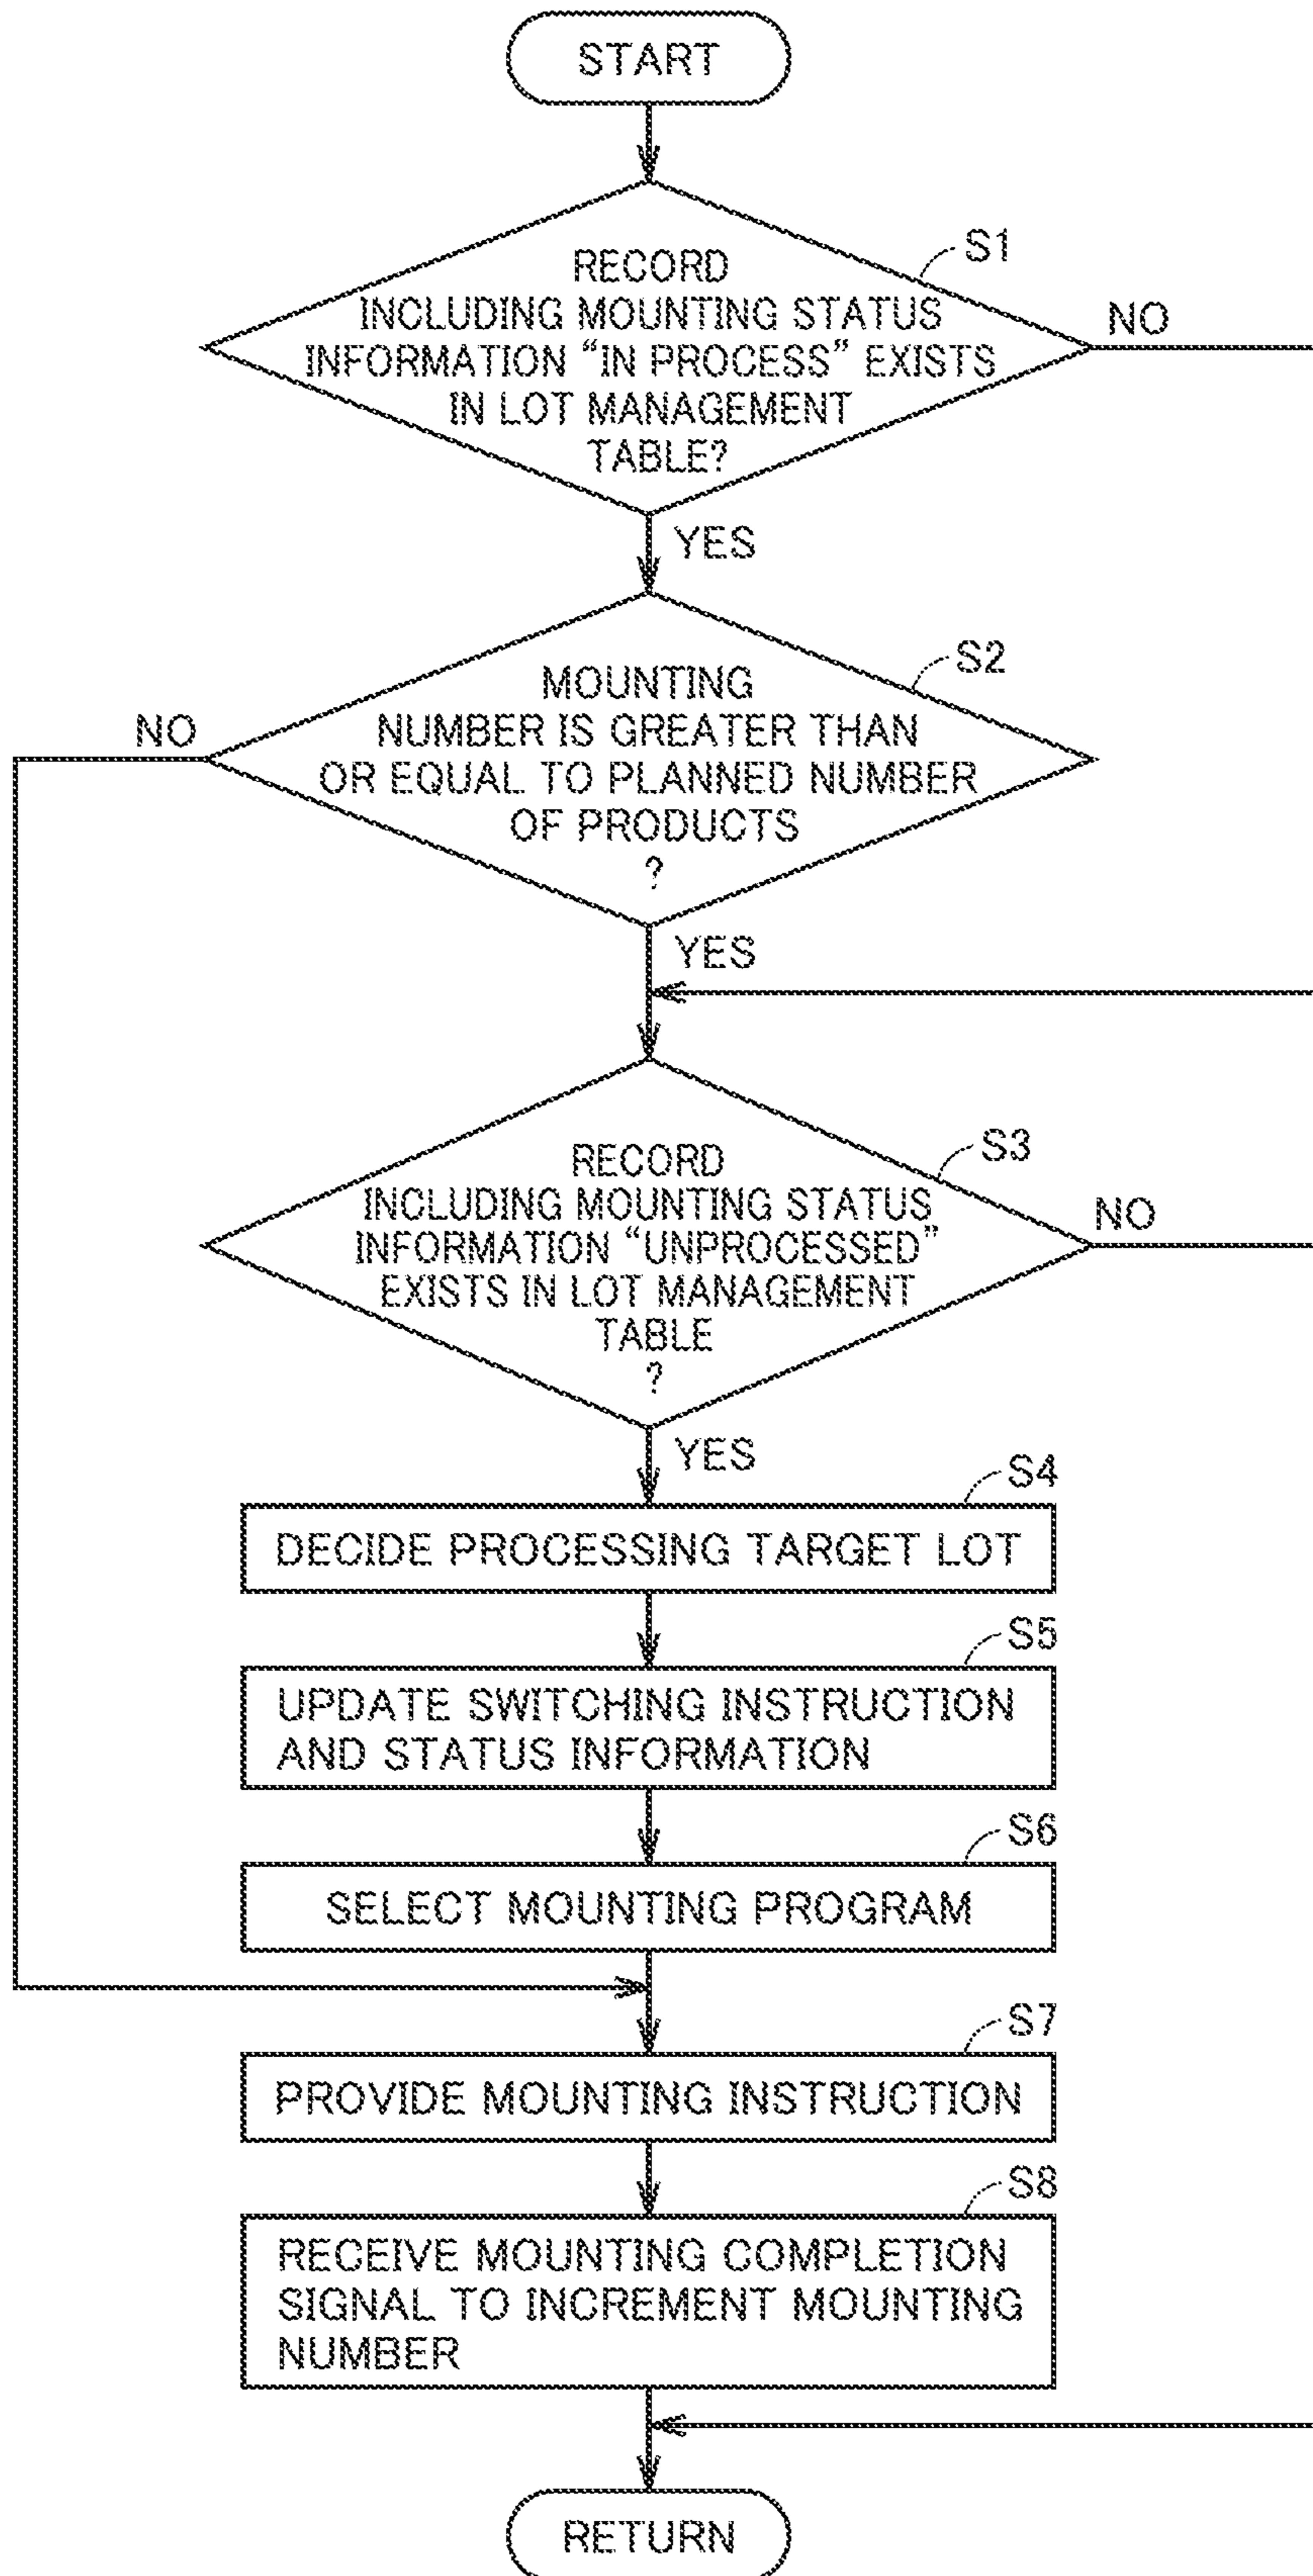 START
S1
RECORD
INCLUDING MOUNTING STATUS
INFORMATION “IN PROCESS” EXISTS
IN LOT MANAGEMENT
TABLE?
NO
YES
S2
MOUNTING
NUMBER IS GREATER THAN
OR EQUAL TO PLANNED NUMBER
OF PRODUCTS
?
NO
YES
S3
RECORD
INCLUDING MOUNTING STATUS
INFORMATION “UNPROCESSED”
EXISTS IN LOT MANAGEMENT
TABLE
?
NO
YES
S4
DECIDE PROCESSING TARGET LOT
S5
UPDATE SWITCHING INSTRUCTION
AND STATUS INFORMATION
S6
SELECT MOUNTING PROGRAM
S7
PROVIDE MOUNTING INSTRUCTION
S8
RECEIVE MOUNTING COMPLETION
SIGNAL TO INCREMENT MOUNTING
NUMBER
RETURN